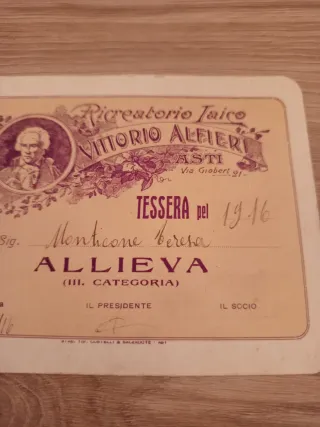 Ricreatorio Laico
VITTORIO ALFIERI
ASTI
Via Gioberti 21
TESSERA pel 1916
Sig. Monticone Teresa
ALLIEVA
(III. CATEGORIA)
IL PRESIDENTE IL SOCIO